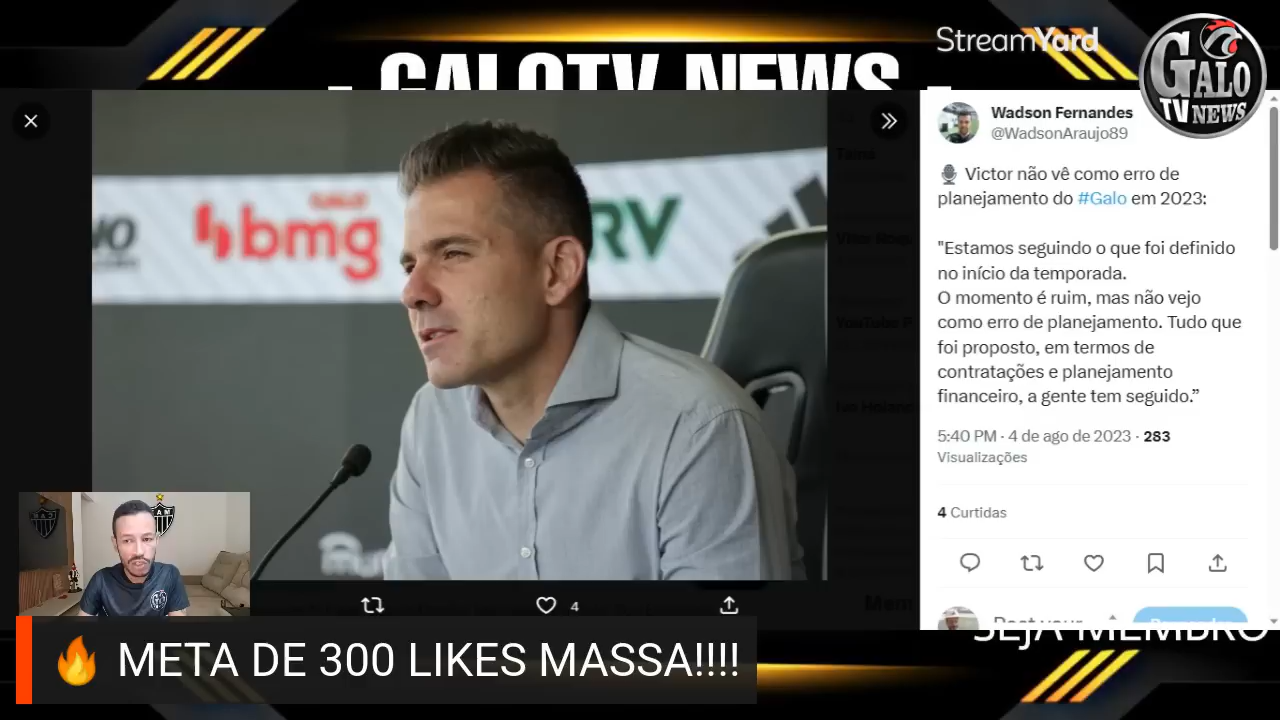 StreamYard
- GALOTV NEWS -
GALO
TV NEWS
Wadson Fernandes
@WadsonAraujo89
Victor não vê como erro de
planejamento do #Galo em 2023:
"Estamos seguindo o que foi definido
no início da temporada.
O momento é ruim, mas não vejo
como erro de planejamento. Tudo que
foi proposto, em termos de
contratações e planejamento
financeiro, a gente tem seguido.”
5:40 PM · 4 de ago de 2023 · 283
Visualizações
4 Curtidas
GALO
bmg
RV
4
SEJA MEMBRO
🔥 META DE 300 LIKES MASSA!!!!